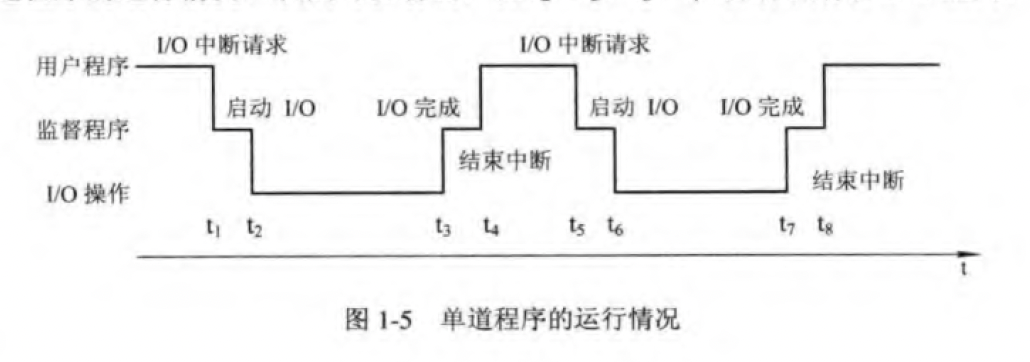 I/O 中断请求 I/O 中断请求
用户程序
启动 I/O I/O 完成 启动 I/O I/O 完成
监督程序
结束中断 结束中断
I/O 操作
t₁ t₂ t₃ t₄ t₅ t₆ t₇ t₈
t
图 1-5 单道程序的运行情况